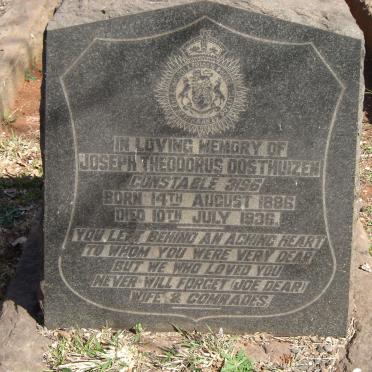 IN LOVING MEMORY OF
JOSEPH THEODORUS OOSTHUIZEN
CONSTABLE 3196
BORN 14TH AUGUST 1886
DIED 10TH JULY 1936.
YOU LEFT BEHIND AN ACHING HEART
TO WHOM YOU WERE VERY DEAR
BUT WE WHO LOVED YOU
NEVER WILL FORGET (JOE DEAR)
WIFE & COMRADES